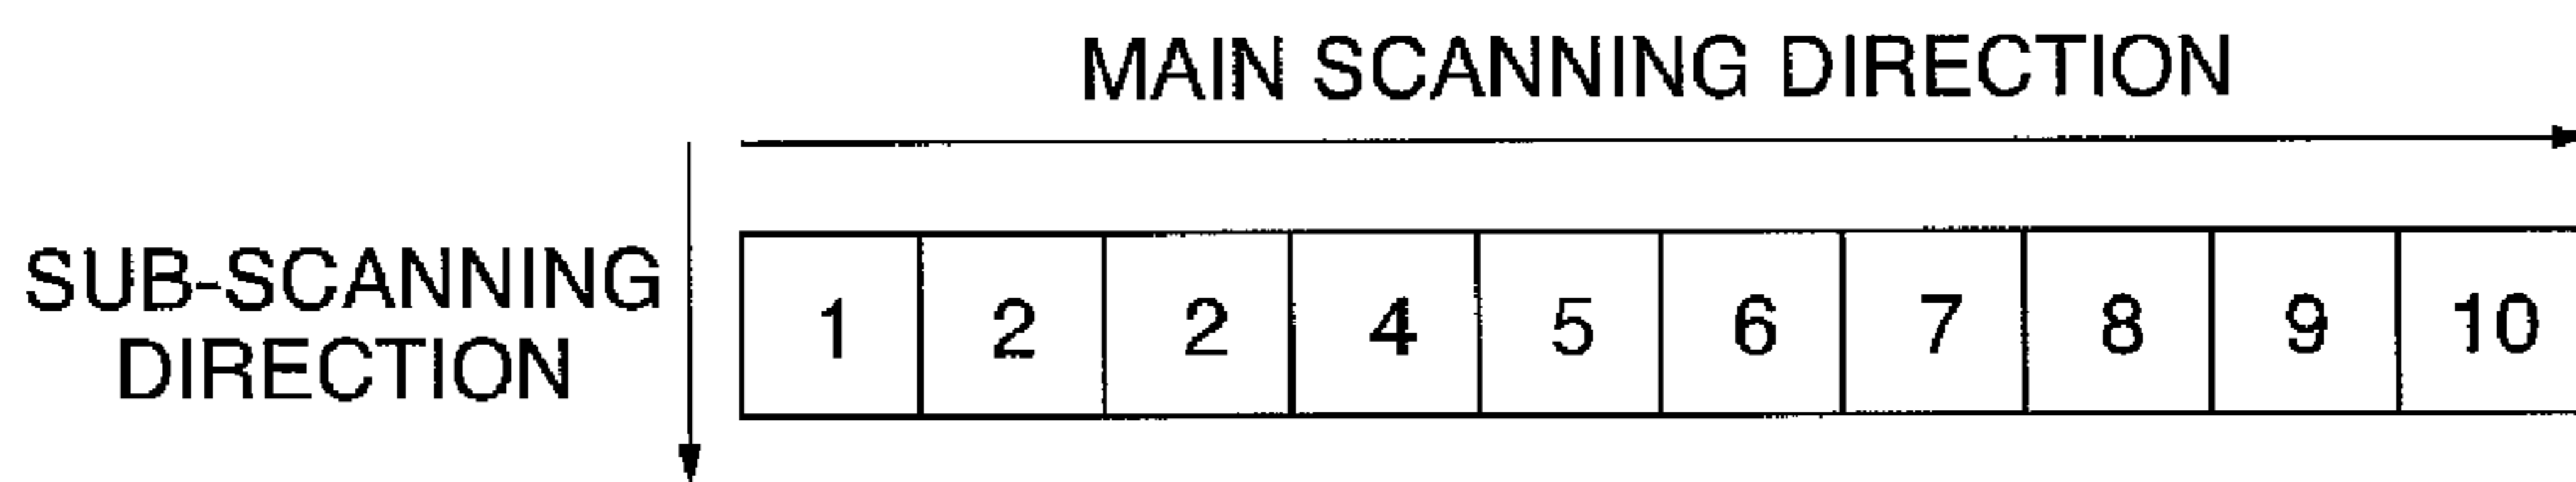 MAIN SCANNING DIRECTION
SUB-SCANNING
DIRECTION
1 2 2 4 5 6 7 8 9 10